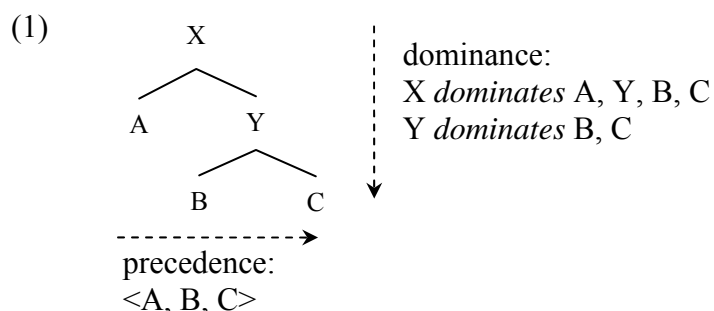 (1)
X
A Y
B C
dominance:
X dominates A, Y, B, C
Y dominates B, C
precedence:
<A, B, C>